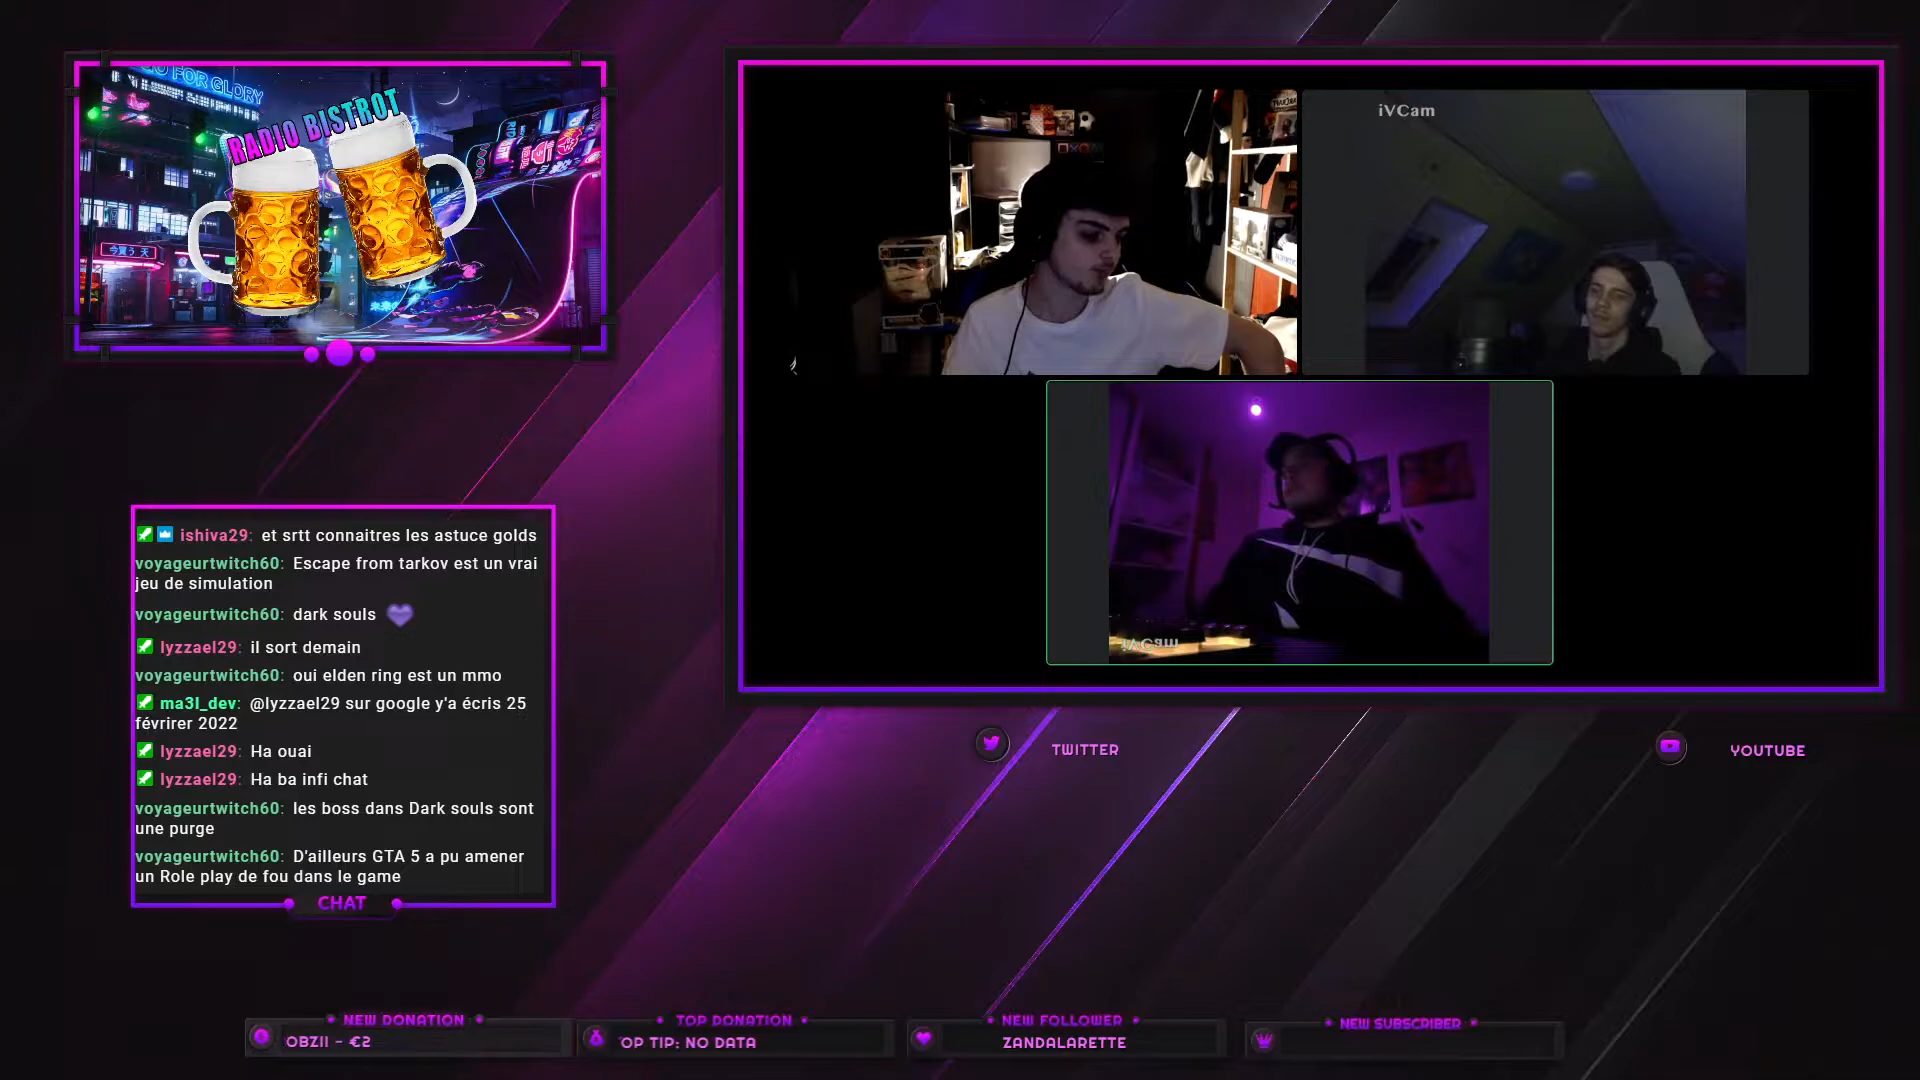 RADIO BISTROT
iVCam
iVCam
ishiva29: et srtt connaitres les astuce golds
voyageurtwitch60: Escape from tarkov est un vrai
jeu de simulation
voyageurtwitch60: dark souls
lyzzael29: il sort demain
voyageurtwitch60: oui elden ring est un mmo
ma3l_dev: @lyzzael29 sur google y'a écris 25
févrirer 2022
lyzzael29: Ha ouai
lyzzael29: Ha ba infi chat
voyageurtwitch60: les boss dans Dark souls sont
une purge
voyageurtwitch60: D'ailleurs GTA 5 a pu amener
un Role play de fou dans le game
CHAT
TWITTER
YOUTUBE
NEW DONATION
OBZII - €2
TOP DONATION
OP TIP: NO DATA
NEW FOLLOWER
ZANDALARETTE
NEW SUBSCRIBER